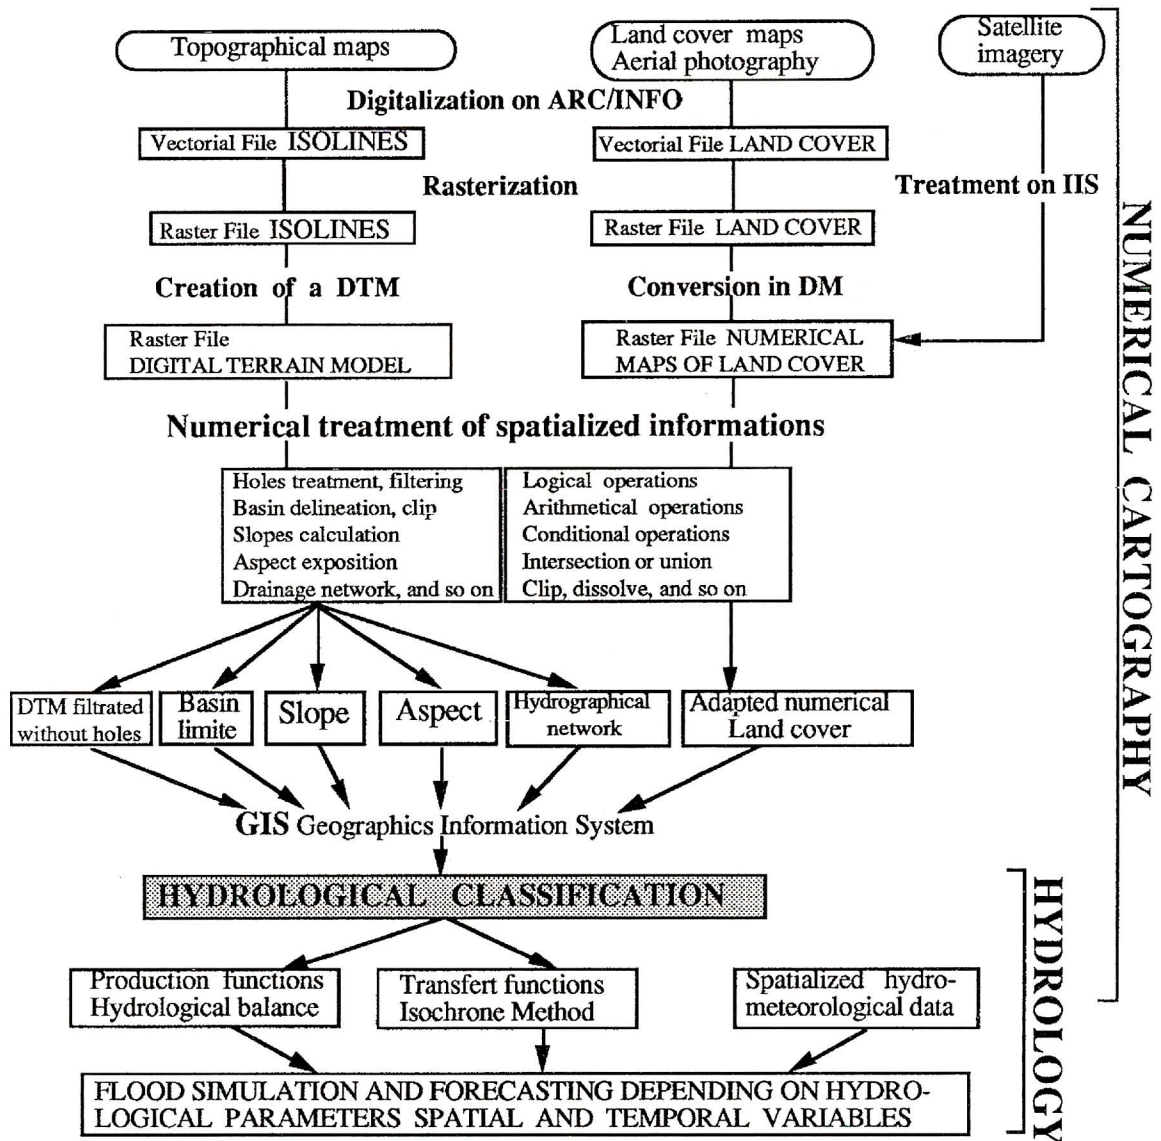 Topographical maps
Land cover maps
Aerial photography
Satellite
imagery
Digitalization on ARC/INFO
Vectorial File ISOLINES
Vectorial File LAND COVER
Rasterization
Treatment on IIS
Raster File ISOLINES
Raster File LAND COVER
Creation of a DTM
Conversion in DM
Raster File
DIGITAL TERRAIN MODEL
Raster File NUMERICAL
MAPS OF LAND COVER
Numerical treatment of spatialized informations
Holes treatment, filtering
Basin delineation, clip
Slopes calculation
Aspect exposition
Drainage network, and so on
Logical operations
Arithmetical operations
Conditional operations
Intersection or union
Clip, dissolve, and so on
DTM filtrated
without holes
Basin
limite
Slope
Aspect
Hydrographical
network
Adapted numerical
Land cover
GIS Geographics Information System
NUMERICAL CARTOGRAPHY
HYDROLOGICAL CLASSIFICATION
Production functions
Hydrological balance
Transfert functions
Isochrone Method
Spatialized hydro-
meteorological data
FLOOD SIMULATION AND FORECASTING DEPENDING ON HYDRO-
LOGICAL PARAMETERS SPATIAL AND TEMPORAL VARIABLES
HYDROLOGY